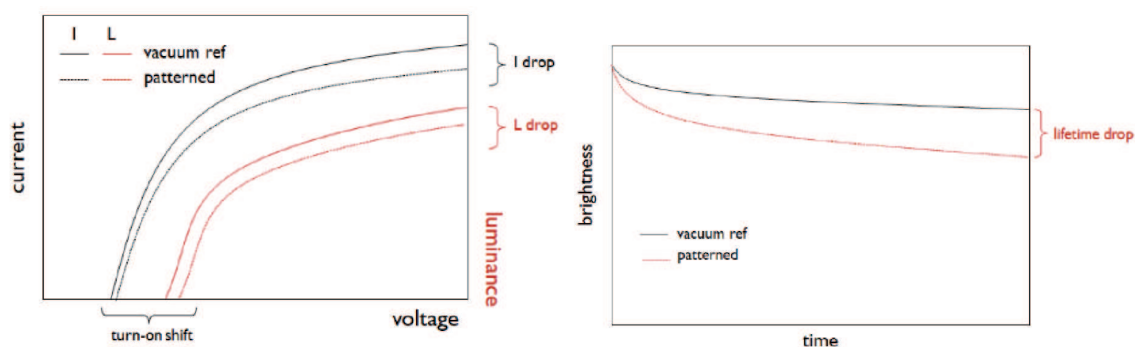 I L
vacuum ref
patterned
I drop
L drop
current
luminance
voltage
turn-on shift
lifetime drop
brightness
vacuum ref
patterned
time